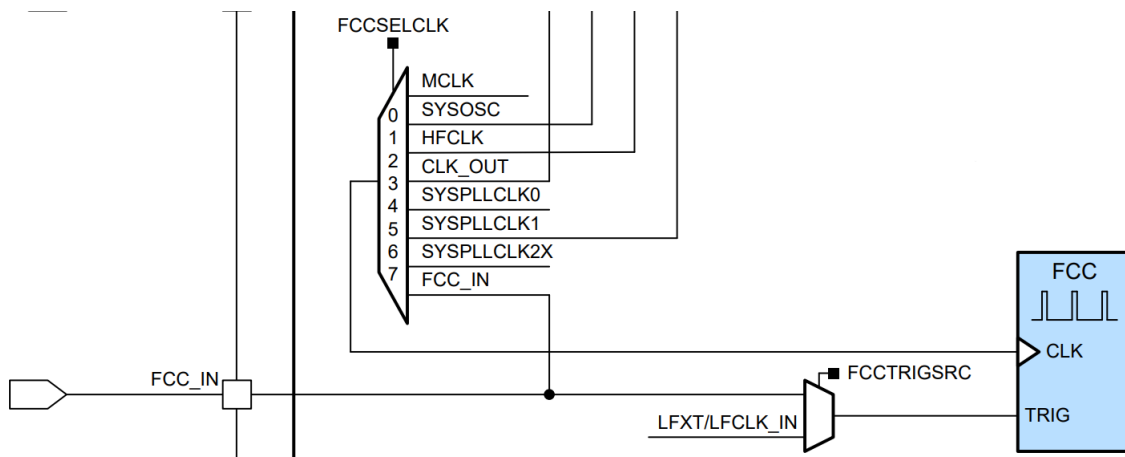 FCCSELCLK
MCLK
0
SYSOSC
1
HFCLK
2
CLK_OUT
3
SYSPLLCLK0
4
SYSPLLCLK1
5
SYSPLLCLK2X
6
FCC_IN
7
FCC
CLK
FCC_IN
FCCTRIGSRC
LFXT/LFCLK_IN
TRIG